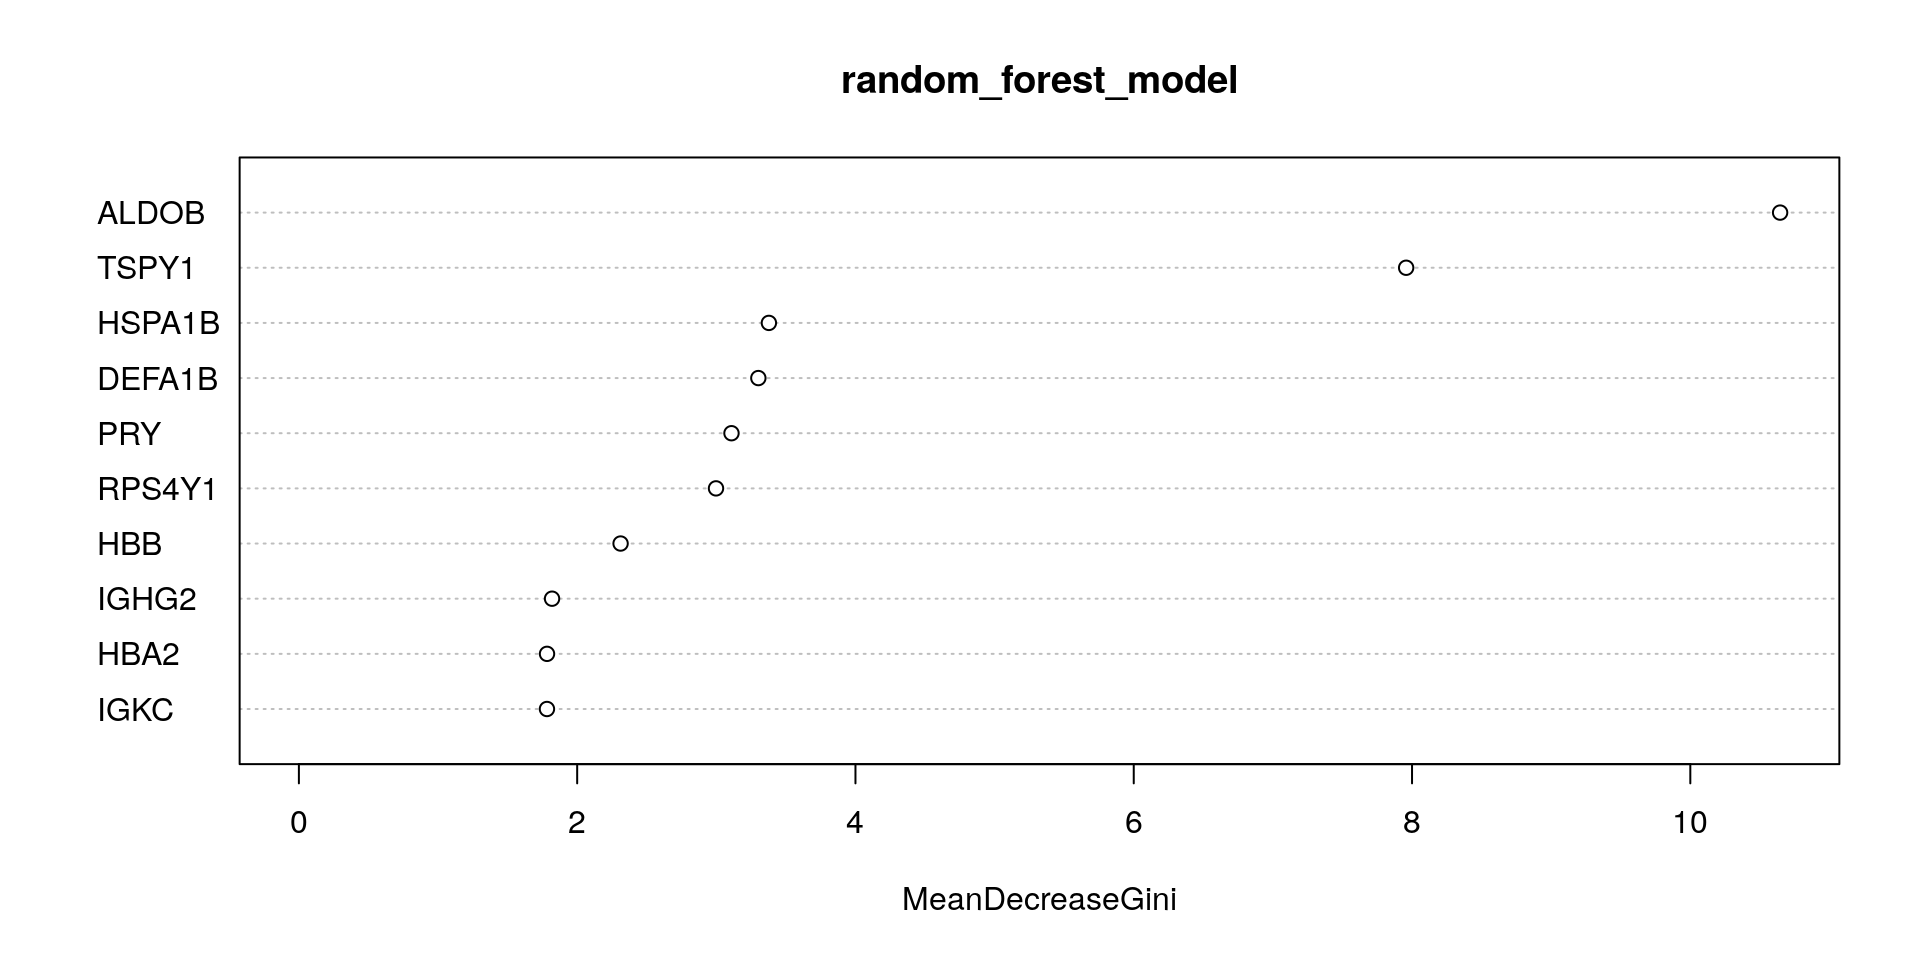 random_forest_model
ALDOB
TSPY1
HSPA1B
DEFA1B
PRY
RPS4Y1
HBB
IGHG2
HBA2
IGKC
0 2 4 6 8 10
MeanDecreaseGini